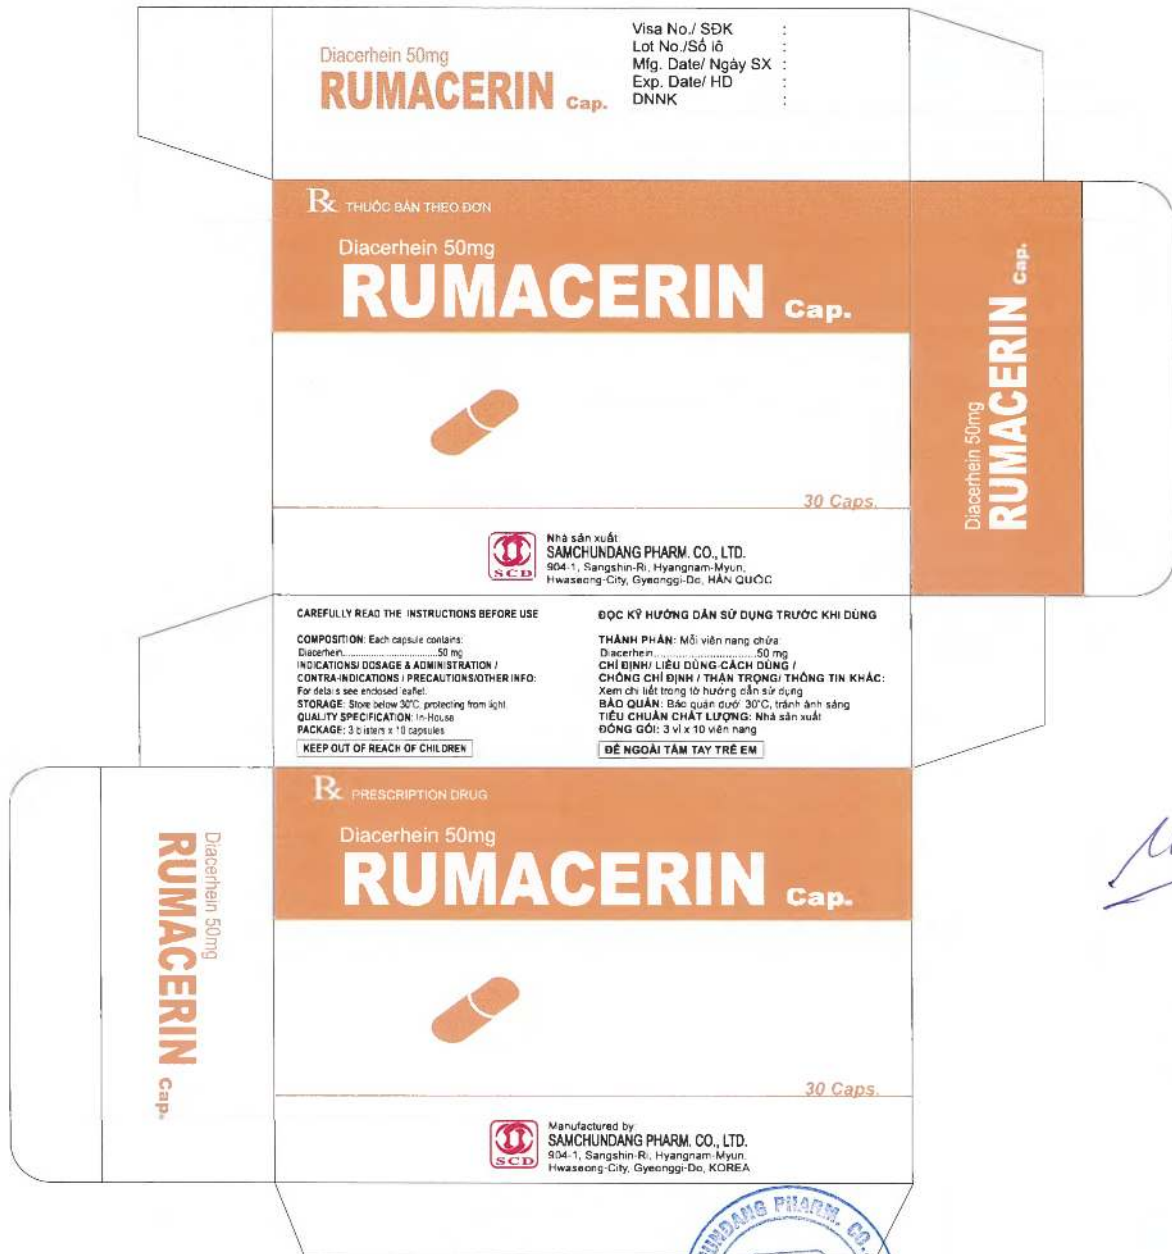 Diacerhein 50mg
RUMACERIN Cap.
Visa No./ SĐK :
Lot No./Số lô :
Mfg. Date/ Ngày SX :
Exp. Date/ HD :
DNNK :
Rx THUỐC BÁN THEO ĐƠN
Diacerhein 50mg
RUMACERIN Cap.
30 Caps.
Nhà sản xuất
SAMCHUNDANG PHARM. CO., LTD.
904-1, Sangshin-Ri, Hyangnam-Myun,
Hwaseong-City, Gyeonggi-Do, HÀN QUỐC
SCD
Diacerhein 50mg
RUMACERIN Cap.
CAREFULLY READ THE INSTRUCTIONS BEFORE USE
COMPOSITION: Each capsule contains:
Diacerhein................................50 mg
INDICATIONS/ DOSAGE & ADMINISTRATION /
CONTRA-INDICATIONS / PRECAUTIONS/OTHER INFO:
For details see enclosed leaflet.
STORAGE: Store below 30°C, protecting from light.
QUALITY SPECIFICATION: In-House
PACKAGE: 3 blisters x 10 capsules
KEEP OUT OF REACH OF CHILDREN
ĐỌC KỸ HƯỚNG DẪN SỬ DỤNG TRƯỚC KHI DÙNG
THÀNH PHẦN: Mỗi viên nang chứa:
Diacerhein................................50 mg
CHỈ ĐỊNH/ LIỀU DÙNG-CÁCH DÙNG /
CHỐNG CHỈ ĐỊNH / THẬN TRỌNG/ THÔNG TIN KHÁC:
Xem chi tiết trong tờ hướng dẫn sử dụng
BẢO QUẢN: Bảo quản dưới 30°C, tránh ánh sáng
TIÊU CHUẨN CHẤT LƯỢNG: Nhà sản xuất
ĐÓNG GÓI: 3 vỉ x 10 viên nang
ĐỂ NGOÀI TẦM TAY TRẺ EM
Rx PRESCRIPTION DRUG
Diacerhein 50mg
RUMACERIN Cap.
30 Caps.
Manufactured by
SAMCHUNDANG PHARM. CO., LTD.
904-1, Sangshin-Ri, Hyangnam-Myun,
Hwaseong-City, Gyeonggi-Do, KOREA
SCD
Diacerhein 50mg
RUMACERIN Cap.
PHARM. CO.